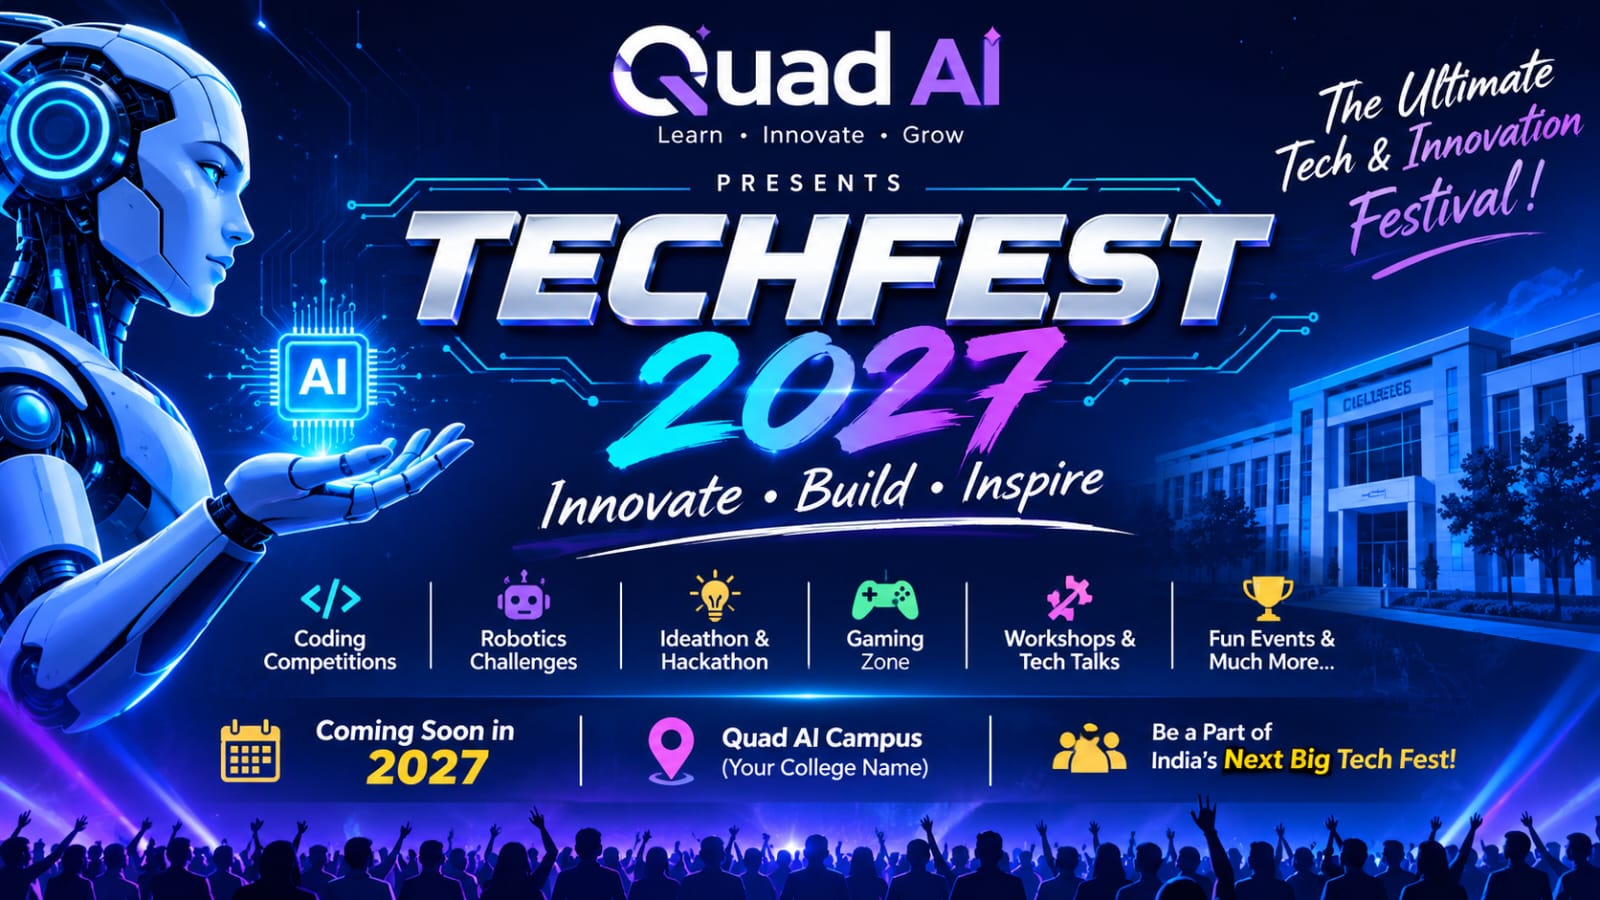 Quad AI
Learn • Innovate • Grow
PRESENTS
The Ultimate
Tech & Innovation
Festival!
TECHFEST
2027
Innovate • Build • Inspire
AI
</>
Coding
Competitions
Robotics
Challenges
Ideathon &
Hackathon
Gaming
Zone
Workshops &
Tech Talks
Fun Events &
Much More...
Coming Soon in
2027
Quad AI Campus
(Your College Name)
Be a Part of
India's Next Big Tech Fest!